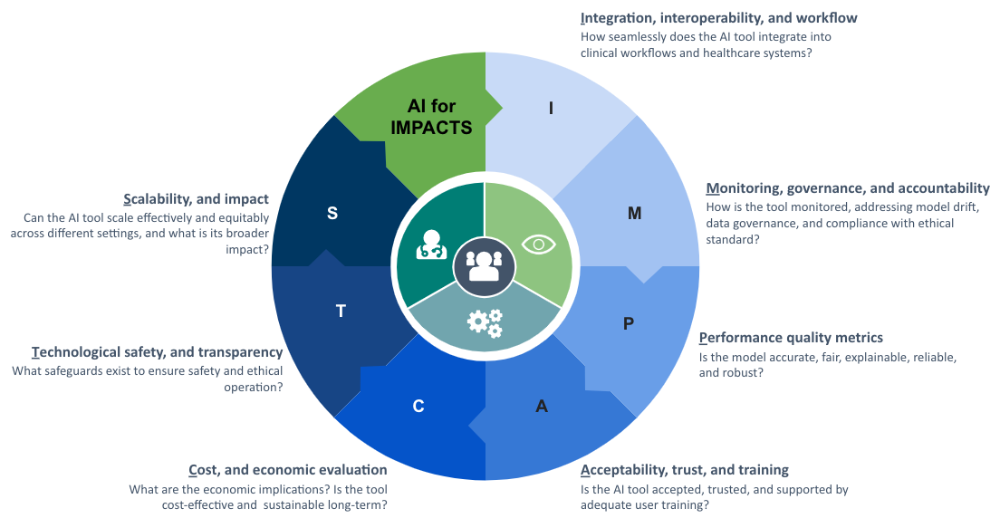 Integration, interoperability, and workflow
How seamlessly does the AI tool integrate into
clinical workflows and healthcare systems?
AI for
IMPACTS
I
M
P
A
C
T
S
Monitoring, governance, and accountability
How is the tool monitored, addressing model drift,
data governance, and compliance with ethical
standard?
Performance quality metrics
Is the model accurate, fair, explainable, reliable,
and robust?
Acceptability, trust, and training
Is the AI tool accepted, trusted, and supported by
adequate user training?
Cost, and economic evaluation
What are the economic implications? Is the tool
cost-effective and  sustainable long-term?
Technological safety, and transparency
What safeguards exist to ensure safety and ethical
operation?
Scalability, and impact
Can the AI tool scale effectively and equitably
across different settings, and what is its broader
impact?